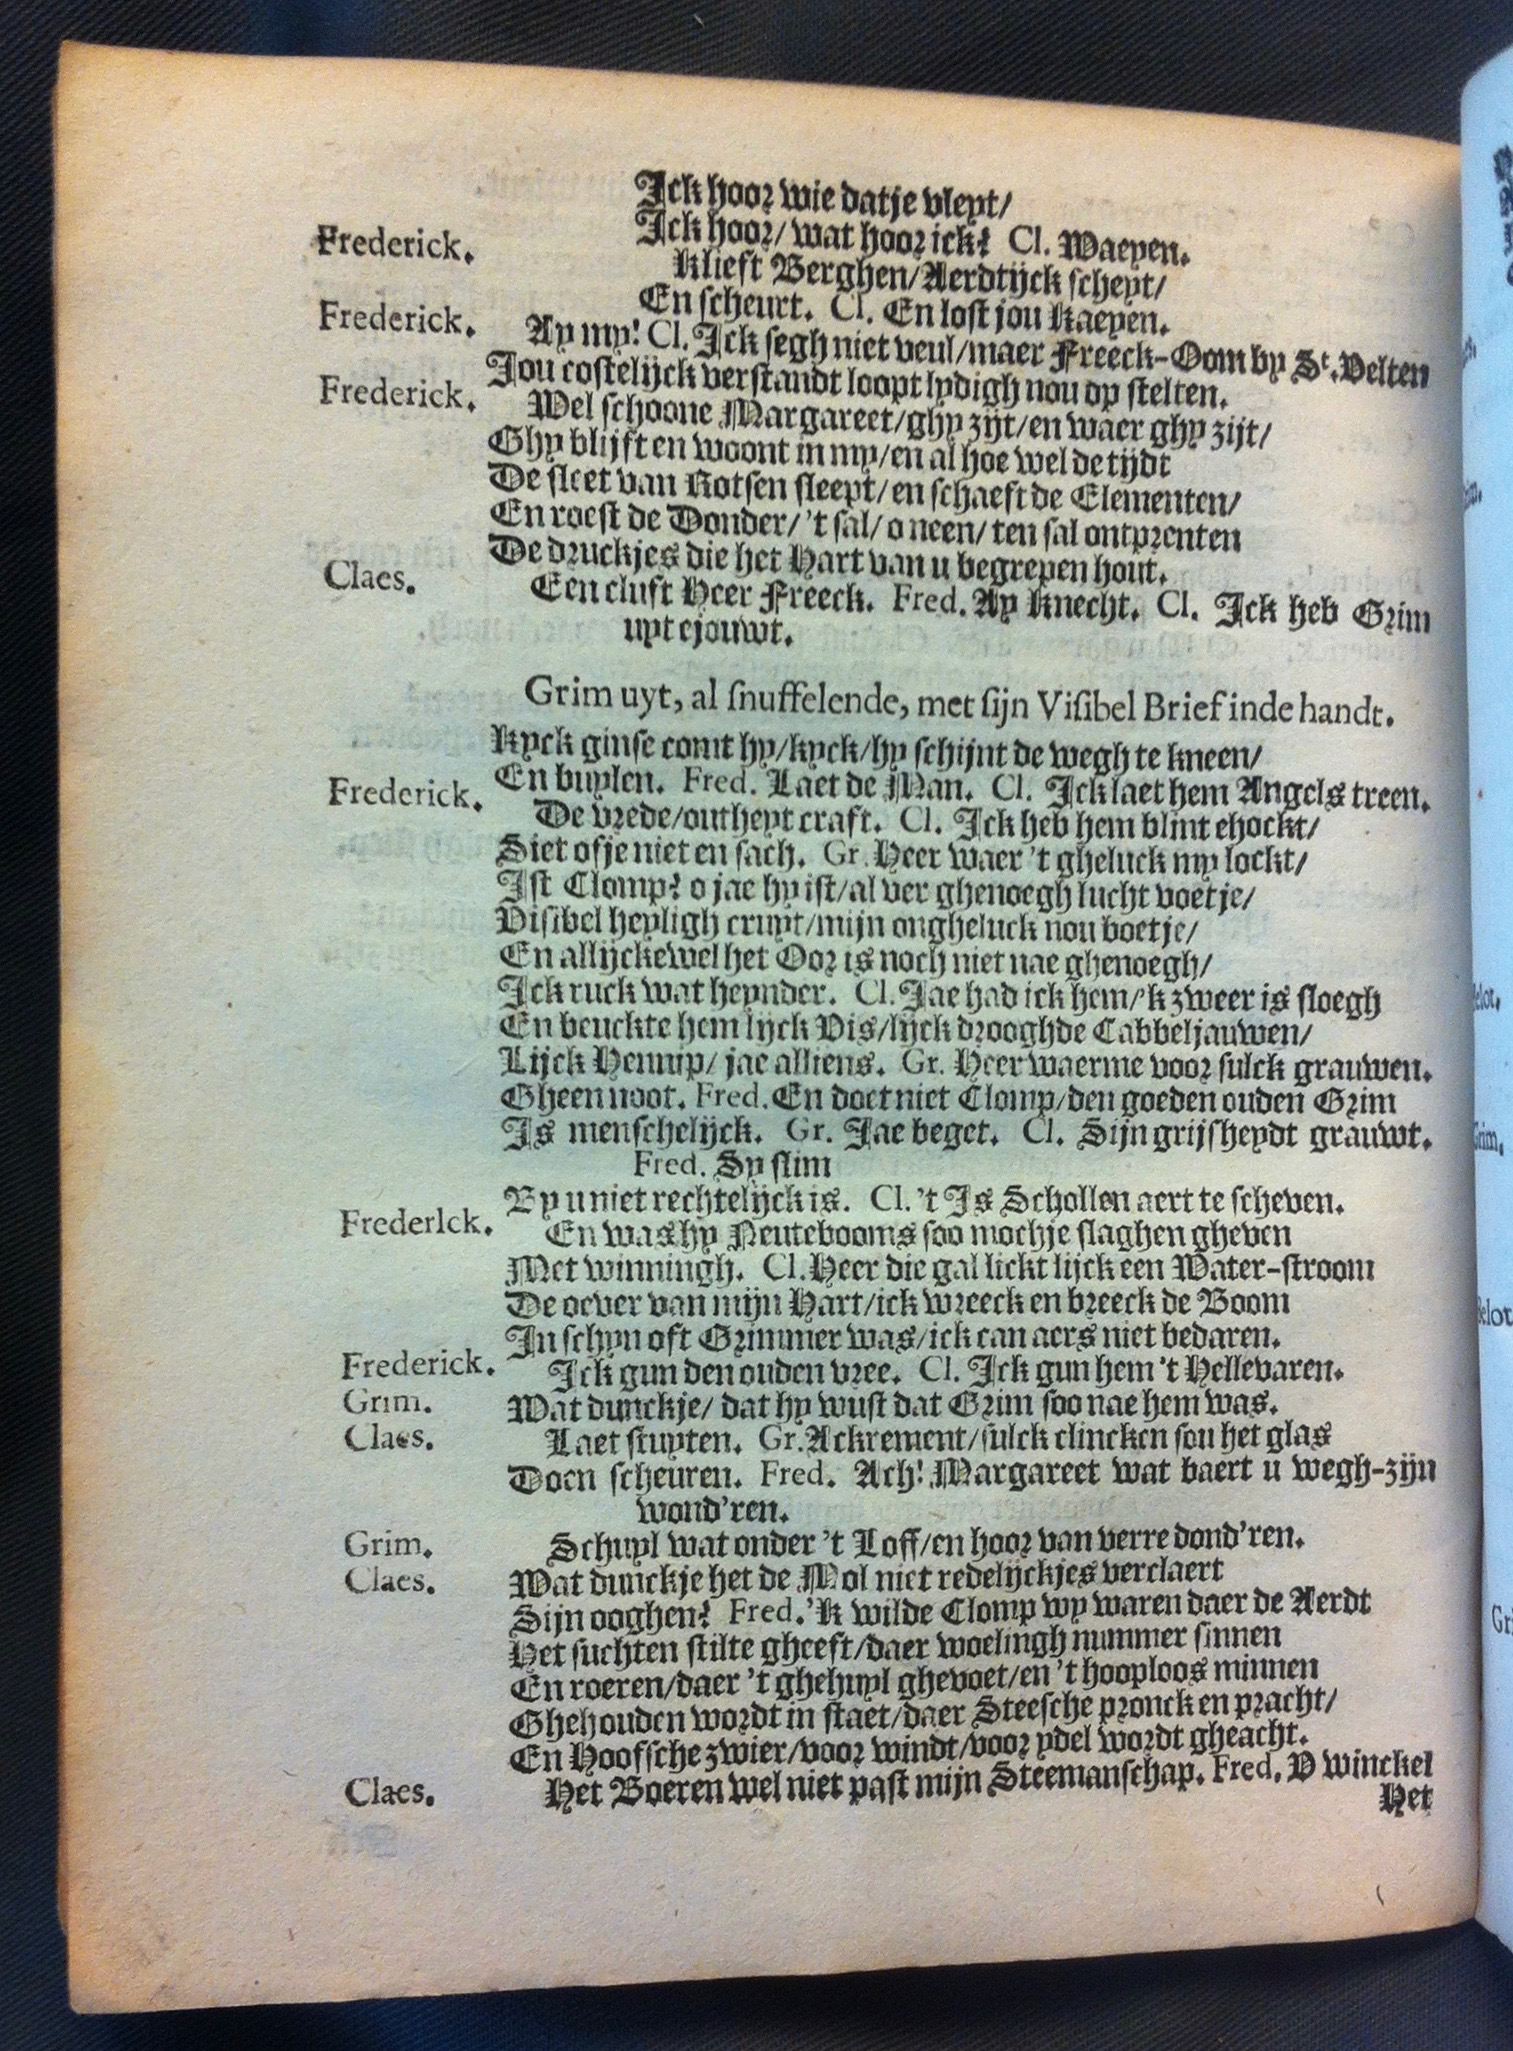 Ick hoor wie datje vleyt/
Frederick. Ick hoor/ wat hoor ick? Cl. Waepen.
Klieft Berghen/ Aerdtijck scheyt/
En scheurt. Cl. En lost jou Kaepen.
Frederick. Ay my! Cl. Ick segh niet veul/ maer Freeck-Oom by St. Velten
Jou costelijck verstandt loopt lydigh nou op stelten.
Frederick. Wel schoone Margareet/ ghy zijt/ en waer ghy zijt/
Ghy blijft en woont in my/ en al hoe wel de tijdt
De sleet van Rotsen sleept/ en schaeft de Elementen/
En roest de Donder/ 't sal/ o neen/ ten sal ontprenten
De druckjes die het Hart van u begrepen hout.
Claes. Een cluft Heer Freeck. Fred. Ay Knecht. Cl. Ick heb Grim
uyt ejouwt.
Grim uyt, al snuffelende, met sijn Visibel Brief inde handt.
Kyck ginse comt hy/ kyck/ hy schijnt de wegh te kneen/
En buylen. Fred. Laet de Man. Cl. Ick laet hem Angels treen.
Frederick. De vrede/ ontheyt craft. Cl. Ick heb hem blint ehockt/
Siet ofje niet en sach. Gr. Heer waer 't gheluck my lockt/
Ist Clomp? o jae hy ist/ al ver ghenoegh lucht voetje/
Visibel heyligh cruyt/ mijn ongheluck nou boetje/
En allijckewel het Oor is noch niet nae ghenoegh/
Ick ruck wat heynder. Cl. Jae had ick hem/ 'k zweer is sloegh
En beuckte hem lijck Vis/ lijck drooghde Cabbeljauwen/
Lijck Hennip/ jae alliens. Gr. Heer waerme voor sulck grauwen.
Gheen noot. Fred. En doet niet Clomp/ den goeden ouden Grim
Is menschelijck. Gr. Jae beget. Cl. Sijn grijsheydt grauwt.
Fred. Sy slim
By u niet rechtelijck is. Cl. 't Is Schollen aert te scheven.
Frederlck. En was hy Neutebooms soo mochje slaghen gheven
Met winningh. Cl. Heer die gal lickt lijck een Water-stroom
De oever van mijn Hart/ ick wreeck en breeck de Boom
In schyn oft Grimmer was/ ick can aers niet bedaren.
Frederick. Ick gun den ouden vree. Cl. Ick gun hem 't Hellevaren.
Grim. Wat dunckje/ dat hy wust dat Grim soo nae hem was.
Claes. Laet stuyten. Gr. Ackrement/ sulck clincken sou het glas
Doen scheuren. Fred. Ach! Margareet wat baert u wegh-zijn
wond'ren.
Grim. Schuyl wat onder 't Loff/ en hoor van verre dond'ren.
Claes. Wat dunckje het de Mol niet redelijckjes verclaert
Sijn ooghen? Fred. 'K wilde Clomp wy waren daer de Aerdt
Het suchten stilte gheeft/ daer woelingh nummer sinnen
En roeren/ daer 't ghehuyl ghevoet/ en 't hooploos minnen
Ghehouden wordt in staet/ daer Steesche pronck en pracht/
En Hoofsche zwier/ voor windt/ voor ydel wordt gheacht.
Claes. Het Boeren wel niet past mijn Steemanschap. Fred. D winckel
Het